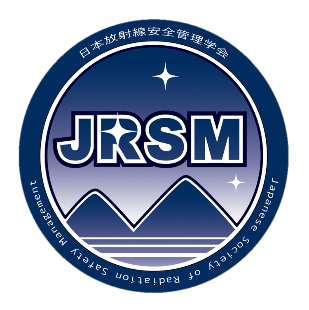 日本放射線安全管理学会
JRSM
Japanese Society of Radiation Safety Management